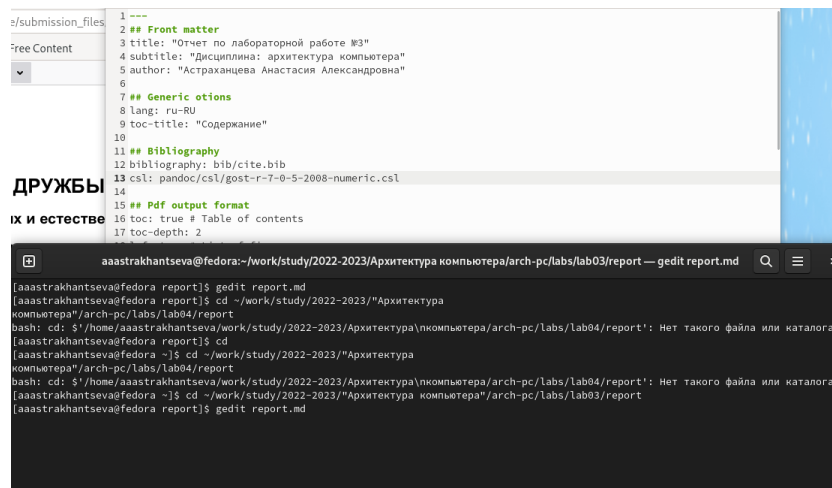 e/submission_files
Free Content
ДРУЖБЫ
их и естестве
1 ---
2 ## Front matter
3 title: "Отчет по лабораторной работе №3"
4 subtitle: "Дисциплина: архитектура компьютера"
5 author: "Астраханцева Анастасия Александровна"
6
7 ## Generic otions
8 lang: ru-RU
9 toc-title: "Содержание"
10
11 ## Bibliography
12 bibliography: bib/cite.bib
13 csl: pandoc/csl/gost-r-7-0-5-2008-numeric.csl
14
15 ## Pdf output format
16 toc: true # Table of contents
17 toc-depth: 2
aaastrakhantseva@fedora:~/work/study/2022-2023/Архитектура компьютера/arch-pc/labs/lab03/report — gedit report.md
[aaastrakhantseva@fedora report]$ gedit report.md
[aaastrakhantseva@fedora report]$ cd ~/work/study/2022-2023/"Архитектура
компьютера"/arch-pc/labs/lab04/report
bash: cd: $'/home/aaastrakhantseva/work/study/2022-2023/Архитектура\nкомпьютера/arch-pc/labs/lab04/report': Нет такого файла или каталога
[aaastrakhantseva@fedora report]$ cd
[aaastrakhantseva@fedora ~]$ cd ~/work/study/2022-2023/"Архитектура
компьютера"/arch-pc/labs/lab04/report
bash: cd: $'/home/aaastrakhantseva/work/study/2022-2023/Архитектура\nкомпьютера/arch-pc/labs/lab04/report': Нет такого файла или каталога
[aaastrakhantseva@fedora ~]$ cd ~/work/study/2022-2023/"Архитектура компьютера"/arch-pc/labs/lab03/report
[aaastrakhantseva@fedora report]$ gedit report.md